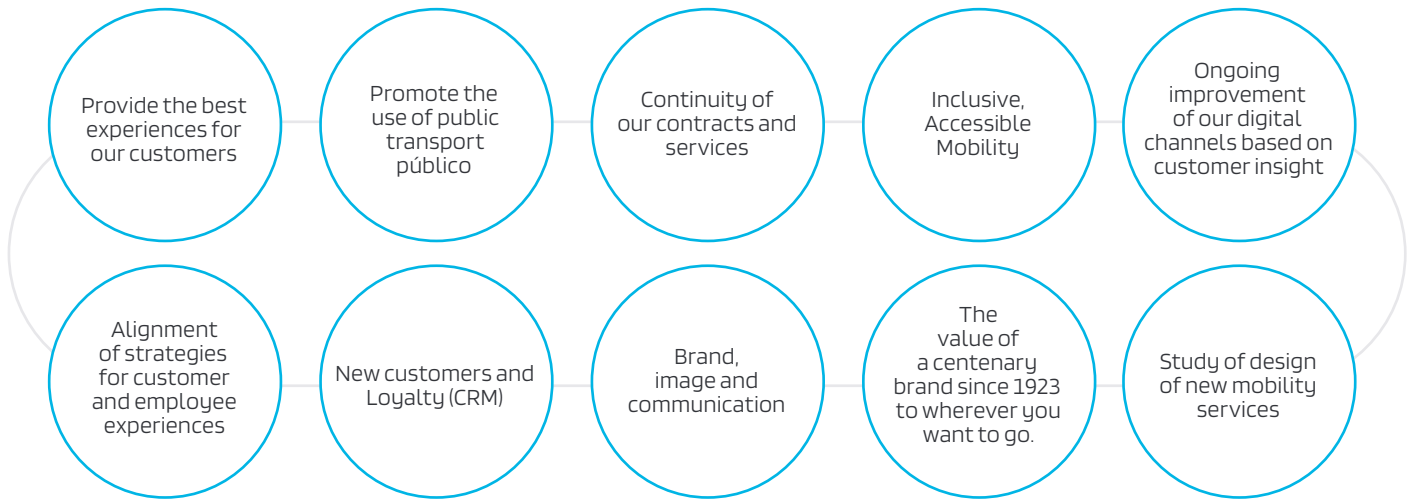 Provide the best
experiences for
our customers
Promote the
use of public
transport
público
Continuity of
our contracts and
services
Inclusive,
Accessible
Mobility
Ongoing
improvement
of our digital
channels based on
customer insight
Alignment
of strategies
for customer
and employee
experiences
New customers and
Loyalty (CRM)
Brand,
image and
communication
The
value of
a centenary
brand since 1923
to wherever you
want to go.
Study of design
of new mobility
services